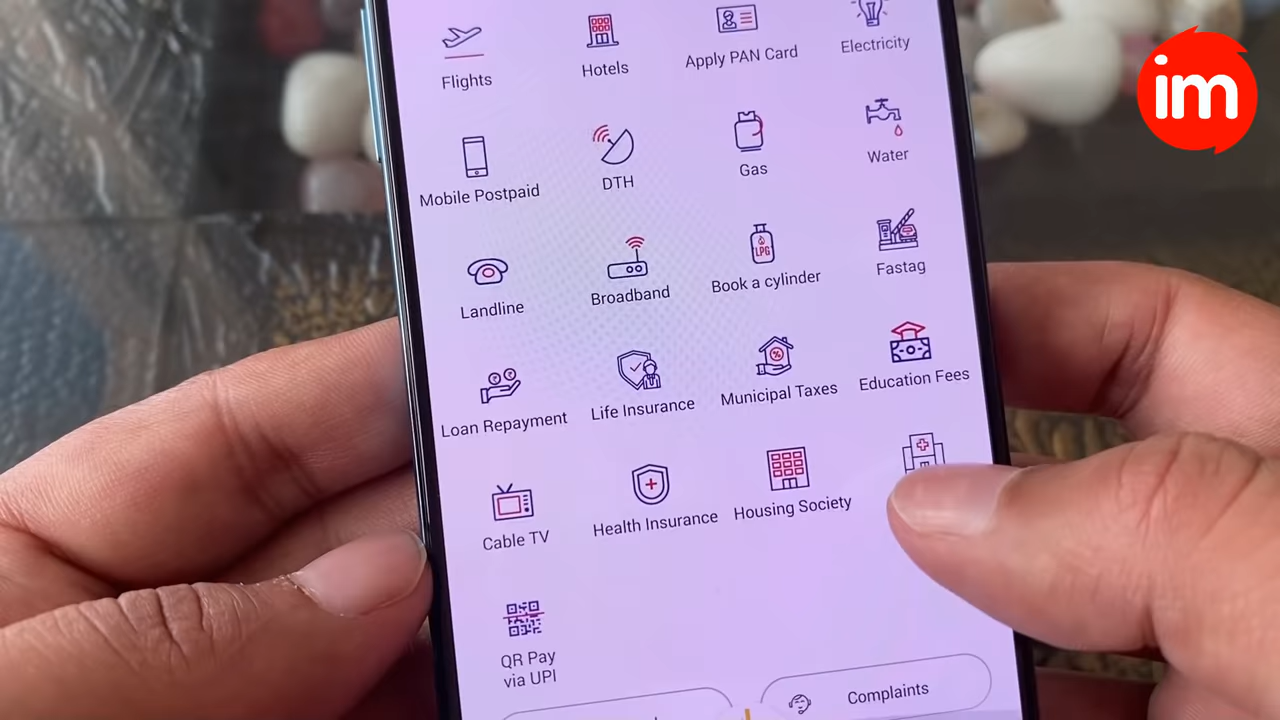 im
Flights
Hotels
Apply PAN Card
Electricity
Mobile Postpaid
DTH
Gas
Water
Landline
Broadband
LPG
Book a cylinder
Fastag
Loan Repayment
Life Insurance
Municipal Taxes
Education Fees
Cable TV
Health Insurance
Housing Society
QR Pay
via UPI
Complaints